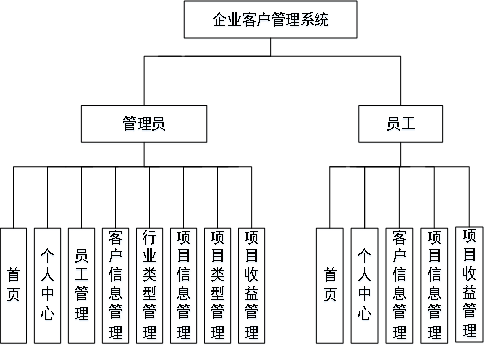 企业客户管理系统
管理员
员工
首页
个人中心
员工管理
客户信息管理
行业类型管理
项目信息管理
项目类型管理
项目收益管理
首页
个人中心
客户信息管理
项目信息管理
项目收益管理